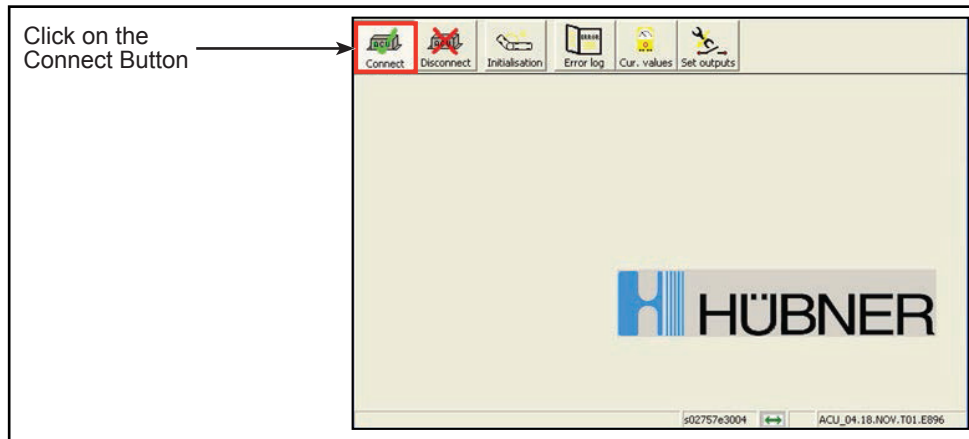 Click on the
Connect Button
Connect Disconnect Initialisation Error log Cur. values Set outputs
HÜBNER
s02757e3004 ACU_04.18.NOV.T01.E896